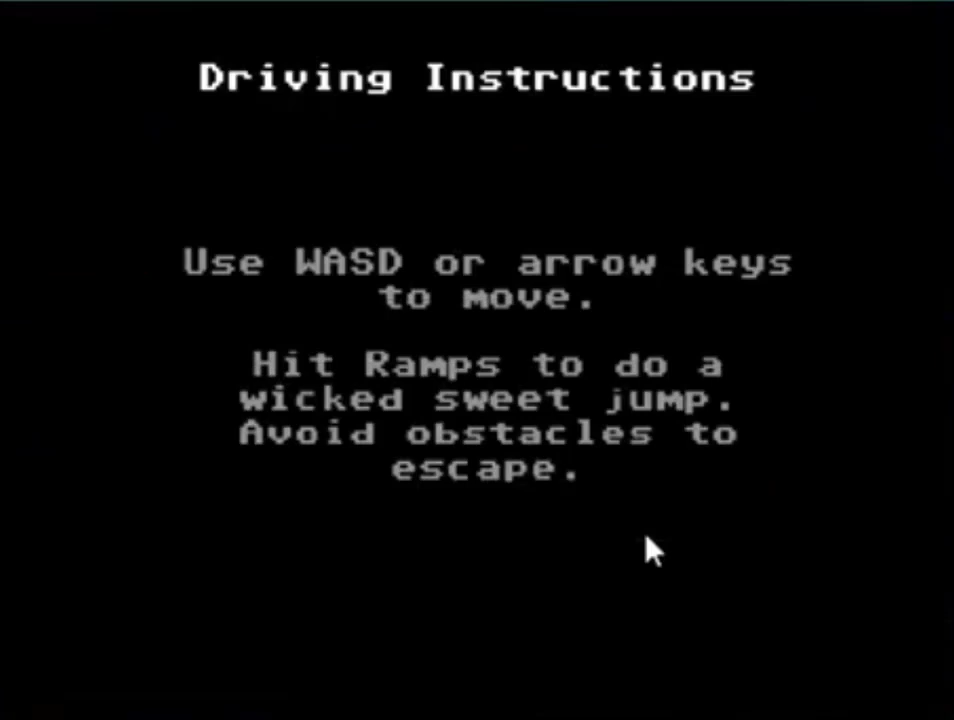 Driving Instructions
Use WASD or arrow keys
to move.
Hit Ramps to do a
wicked sweet jump.
Avoid obstacles to
escape.